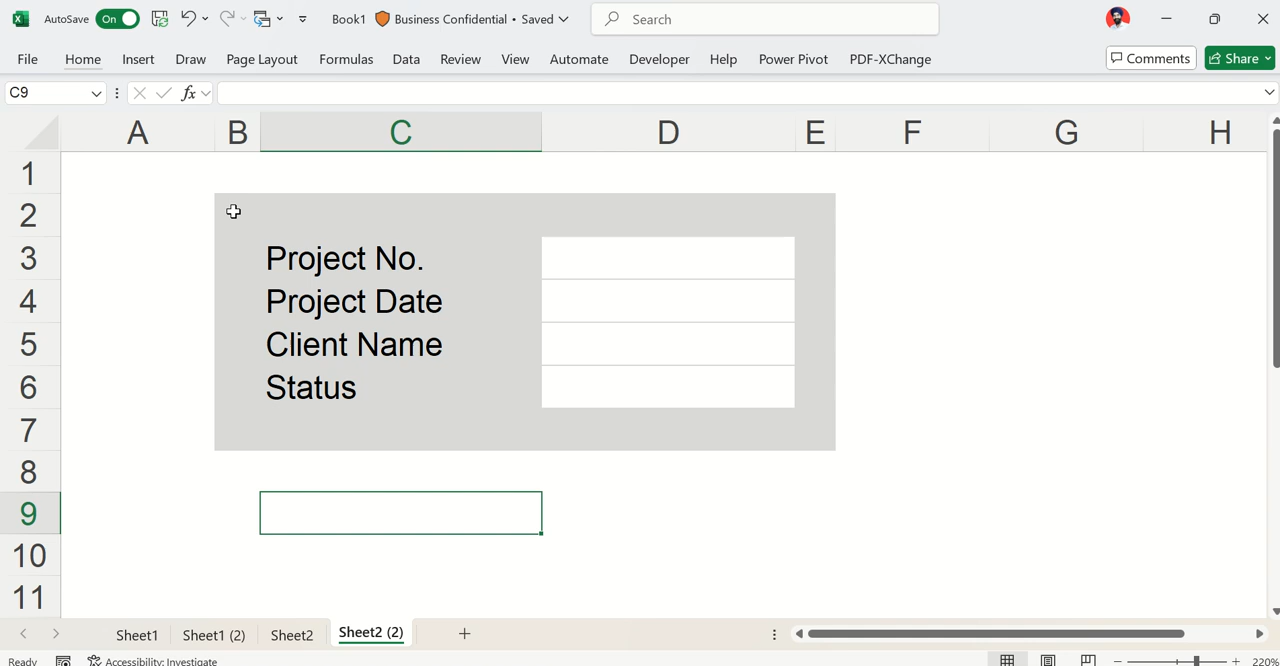 AutoSave On Book1 Business Confidential • Saved Search
File Home Insert Draw Page Layout Formulas Data Review View Automate Developer Help Power Pivot PDF-XChange Comments Share
C9 fx
A B C D E F G H
1
2
3 Project No.
4 Project Date
5 Client Name
6 Status
7
8
9
10
11
Sheet1 Sheet1 (2) Sheet2 Sheet2 (2)
Ready Accessibility: Investigate 220%